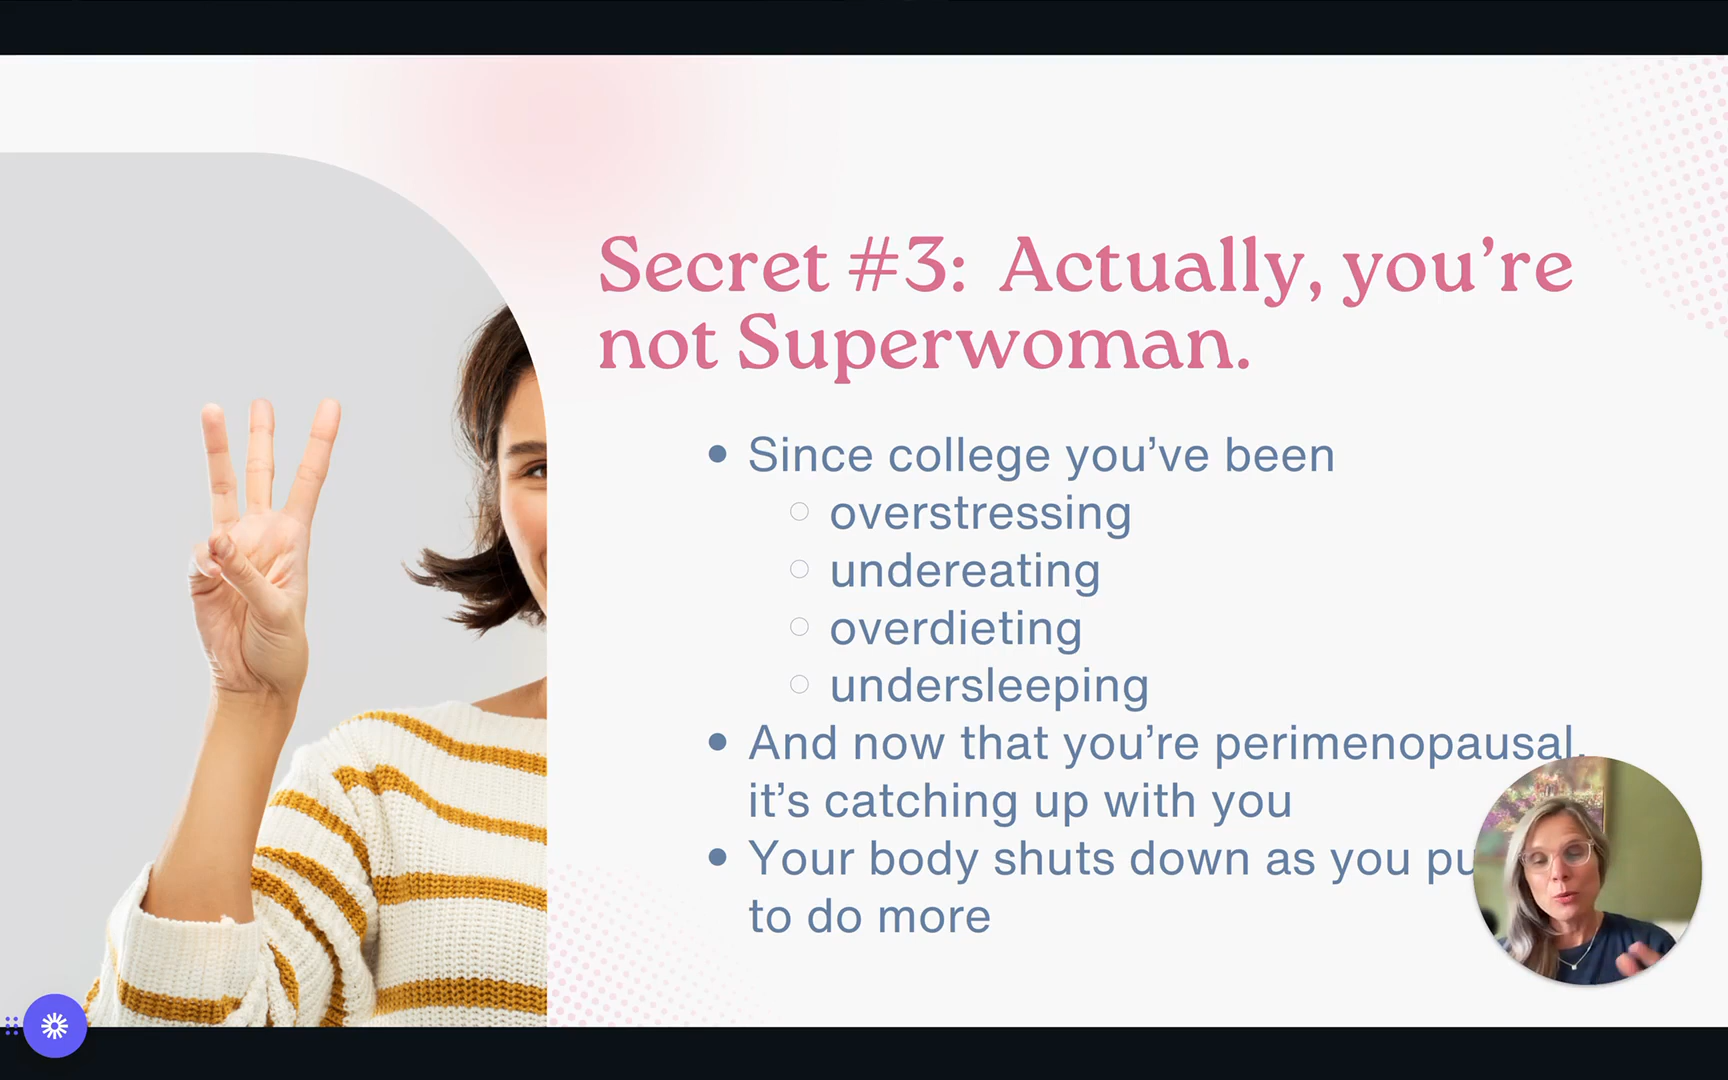 Secret #3: Actually, you're
not Superwoman.
• Since college you've been
○ overstressing
○ undereating
○ overdieting
○ undersleeping
• And now that you're perimenopausal,
it's catching up with you
• Your body shuts down as you
to do more